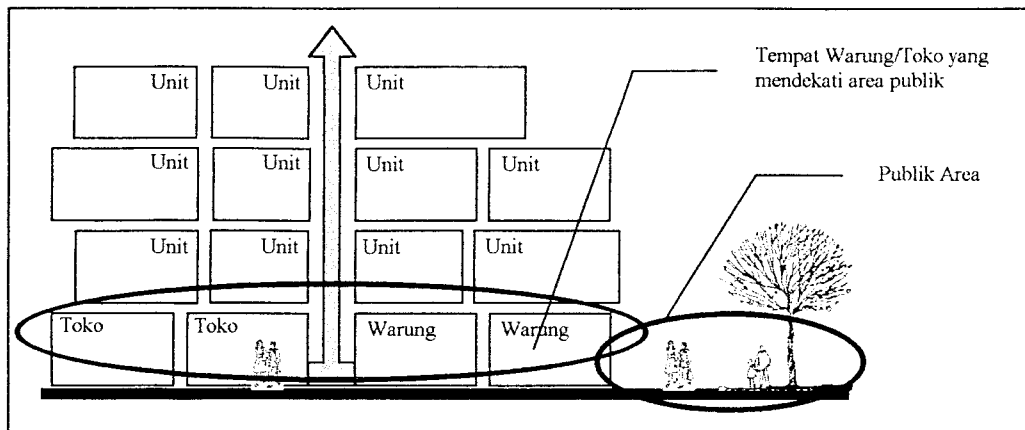 Unit Unit Unit
Tempat Warung/Toko yang
mendekati area publik
Unit Unit Unit Unit
Publik Area
Unit Unit Unit Unit
Toko Toko Warung Warung